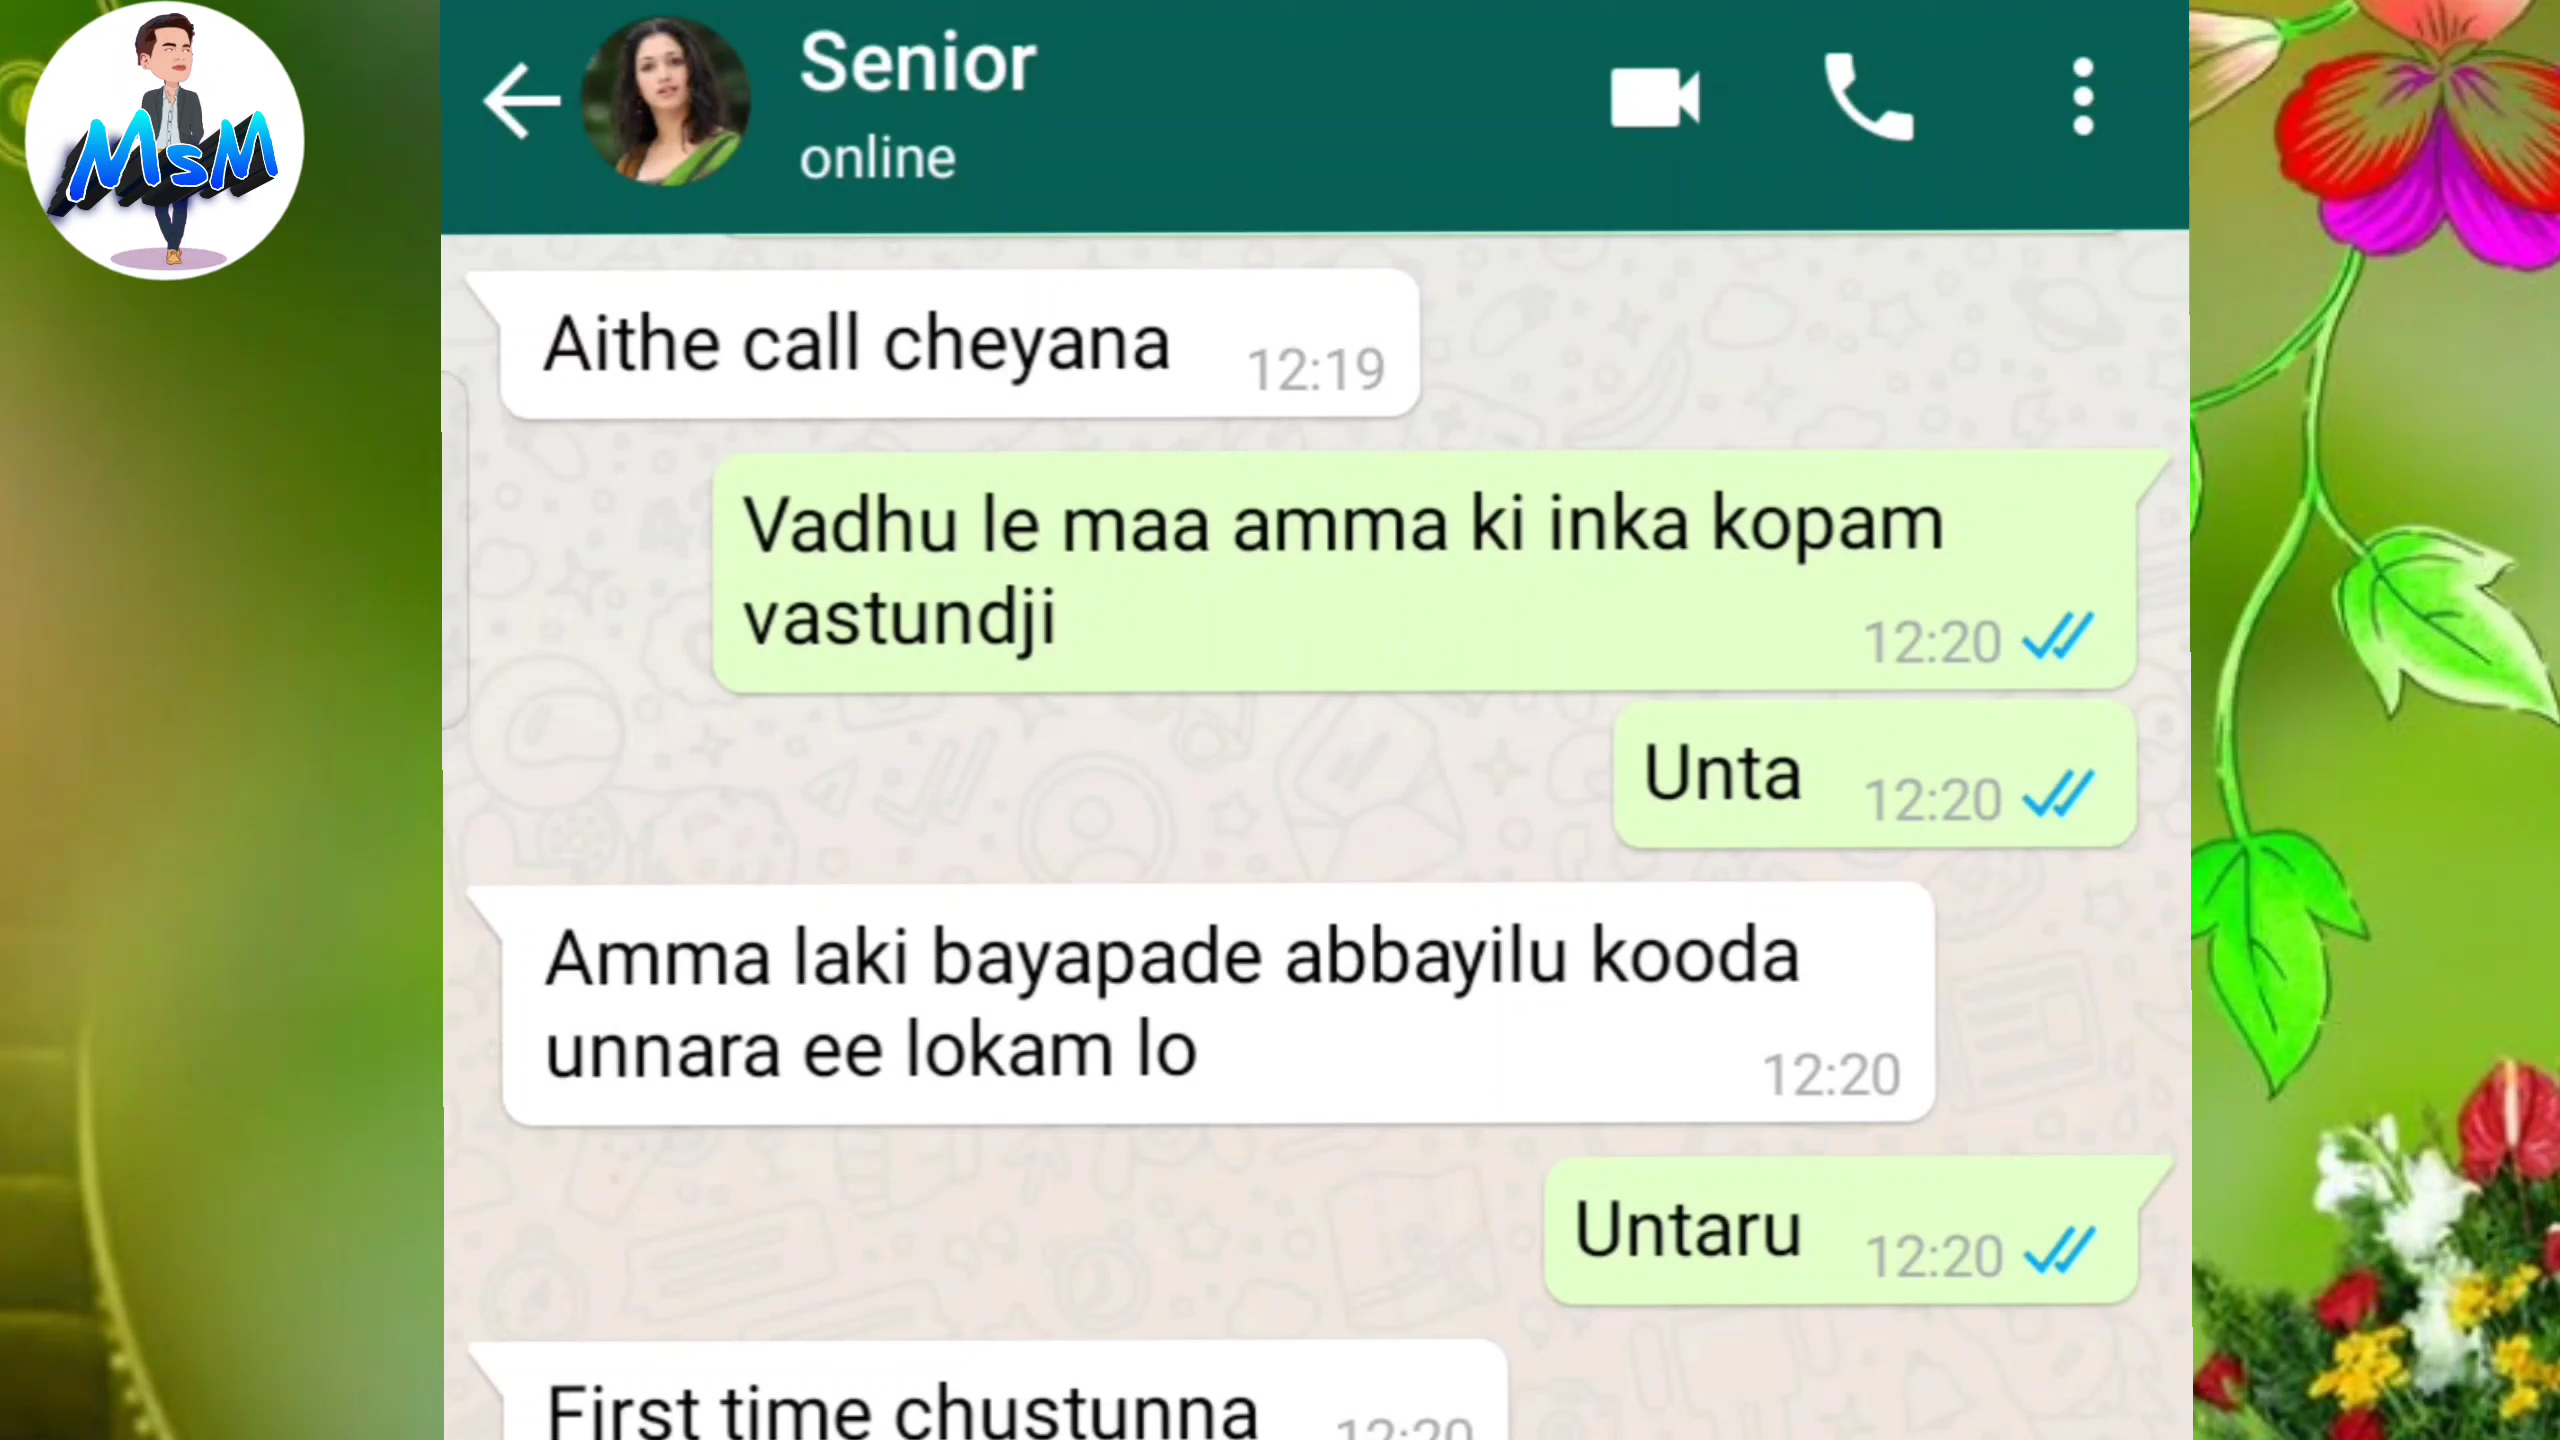 MsM
Senior
online
Aithe call cheyana
12:19
Vadhu le maa amma ki inka kopam
vastundji
12:20
Unta
12:20
Amma laki bayapade abbayilu kooda
unnara ee lokam lo
12:20
Untaru
12:20
First time chustunna
12:20